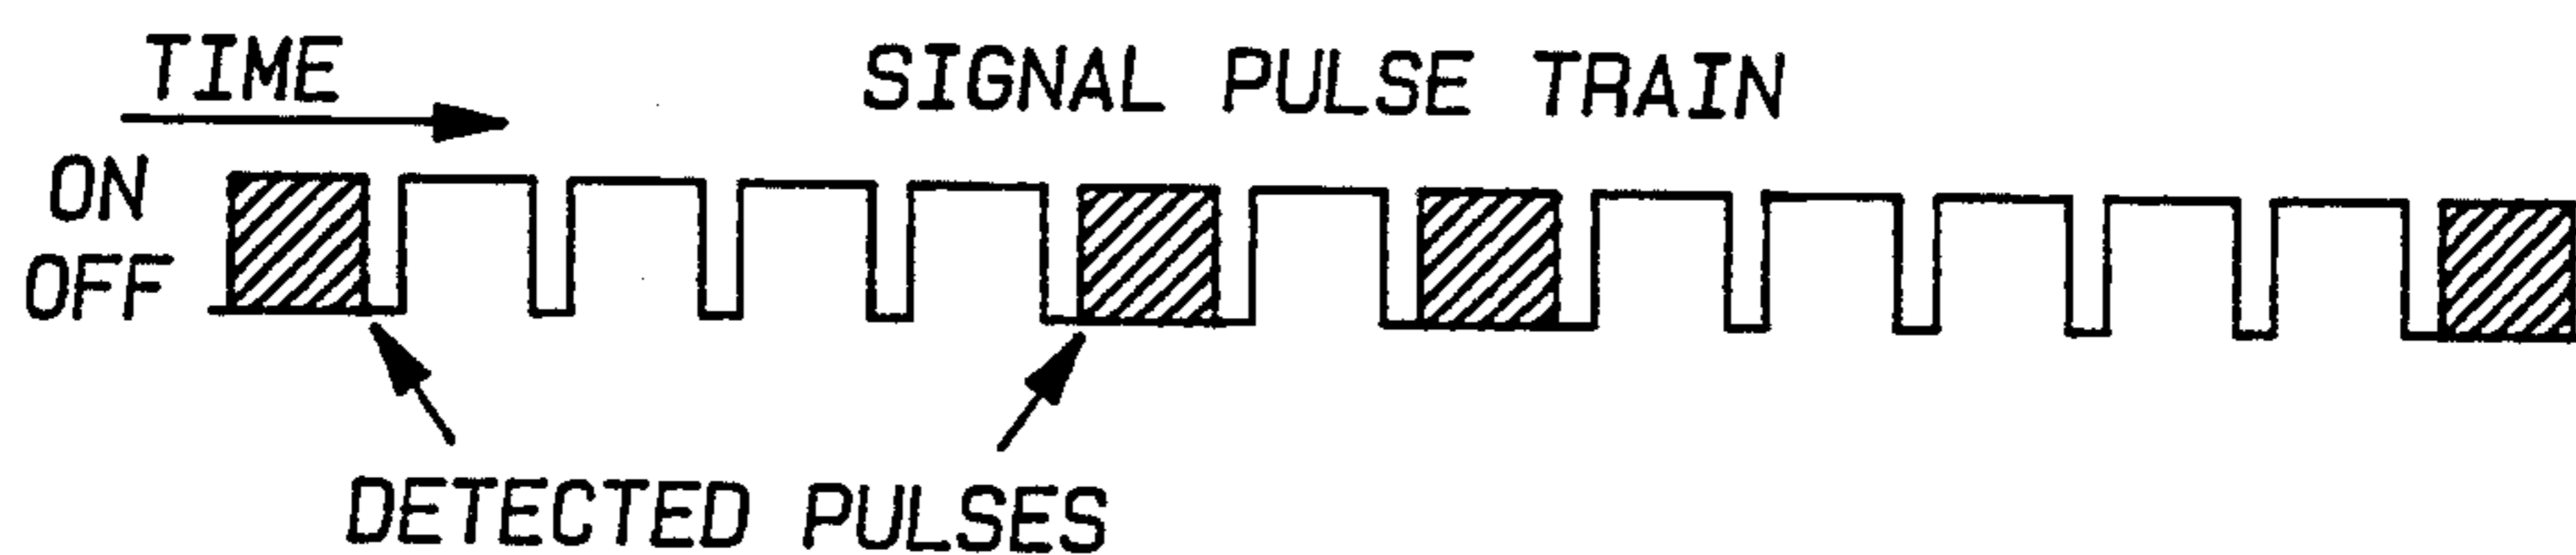 TIME
SIGNAL PULSE TRAIN
ON
OFF
DETECTED PULSES